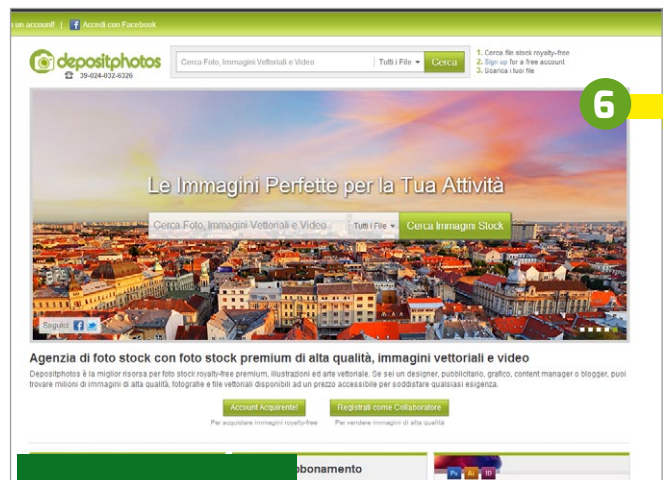 un account! | Accedi con Facebook
depositphotos
39-024-032-6326
Cerca Foto, Immagini Vettoriali e Video
Tutti i File
Cerca
1. Cerca file stock royalty-free
2. Sign up for a free account
3. Scarica i tuoi file
6
Le Immagini Perfette per la Tua Attività
Cerca Foto, Immagini Vettoriali e Video
Tutti i File
Cerca Immagini Stock
Seguici:
Agenzia di foto stock con foto stock premium di alta qualità, immagini vettoriali e video
Depositphotos è la miglior risorsa per foto stock royalty-free premium, illustrazioni ed arte vettoriale. Se sei un designer, pubblicitario, grafico, content manager o blogger, puoi
trovare milioni di immagini di alta qualità, fotografie e file vettoriali disponibili ad un prezzo accessibile per soddisfare qualsiasi esigenza.
Account Acquirente!
Registrati come Collaboratore
Per acquistare immagini royalty-free
Per vendere immagini di alta qualità
bonamento
Ps Ai ID